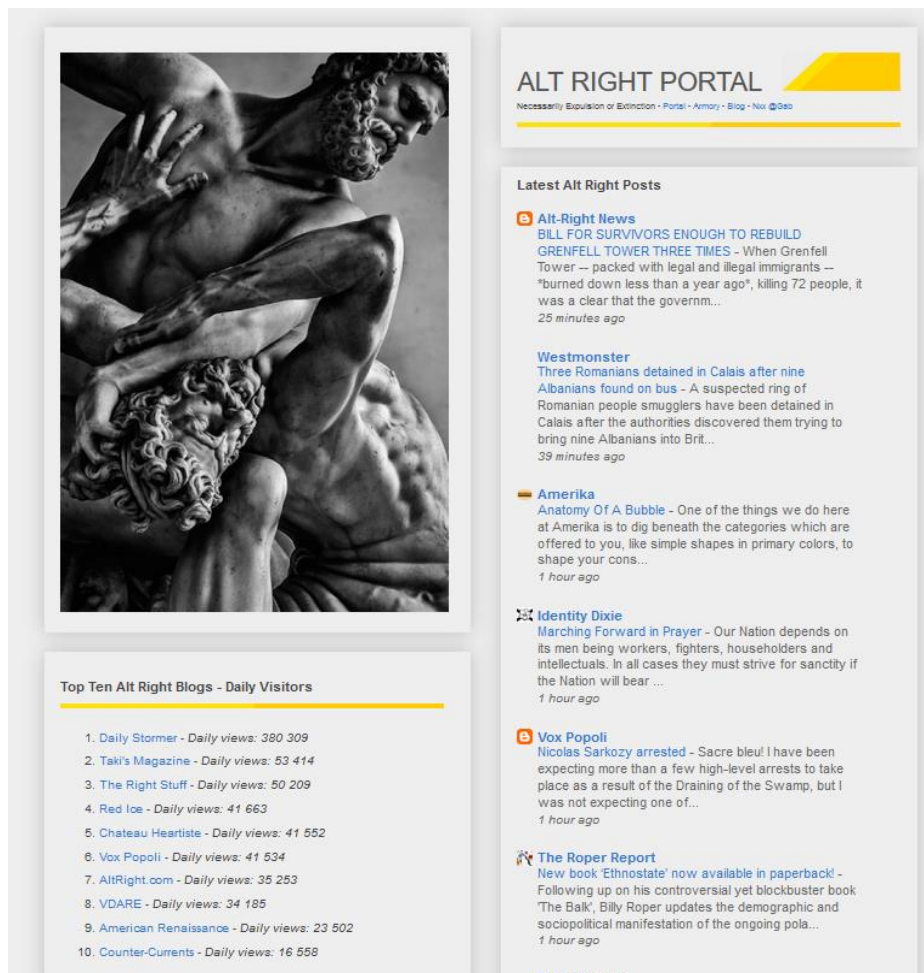 ALT RIGHT PORTAL
Necessarily Expulsion or Extinction - Portal - Armory - Blog - Nxx @Gab
Latest Alt Right Posts
Alt-Right News
BILL FOR SURVIVORS ENOUGH TO REBUILD
GRENFELL TOWER THREE TIMES - When Grenfell
Tower -- packed with legal and illegal immigrants --
*burned down less than a year ago*, killing 72 people, it
was a clear that the governm...
25 minutes ago
Westmonster
Three Romanians detained in Calais after nine
Albanians found on bus - A suspected ring of
Romanian people smugglers have been detained in
Calais after the authorities discovered them trying to
bring nine Albanians into Brit...
39 minutes ago
Amerika
Anatomy Of A Bubble - One of the things we do here
at Amerika is to dig beneath the categories which are
offered to you, like simple shapes in primary colors, to
shape your cons...
1 hour ago
Identity Dixie
Marching Forward in Prayer - Our Nation depends on
its men being workers, fighters, householders and
intellectuals. In all cases they must strive for sanctity if
the Nation will bear ...
1 hour ago
Vox Popoli
Nicolas Sarkozy arrested - Sacre bleu! I have been
expecting more than a few high-level arrests to take
place as a result of the Draining of the Swamp, but I
was not expecting one of...
1 hour ago
The Roper Report
New book 'Ethnostate' now available in paperback! -
Following up on his controversial yet blockbuster book
'The Balk', Billy Roper updates the demographic and
sociopolitical manifestation of the ongoing pola...
1 hour ago
Top Ten Alt Right Blogs - Daily Visitors
1. Daily Stormer - Daily views: 380 309
2. Taki's Magazine - Daily views: 53 414
3. The Right Stuff - Daily views: 50 209
4. Red Ice - Daily views: 41 663
5. Chateau Heartiste - Daily views: 41 552
6. Vox Popoli - Daily views: 41 534
7. AltRight.com - Daily views: 35 253
8. VDARE - Daily views: 34 185
9. American Renaissance - Daily views: 23 502
10. Counter-Currents - Daily views: 16 558